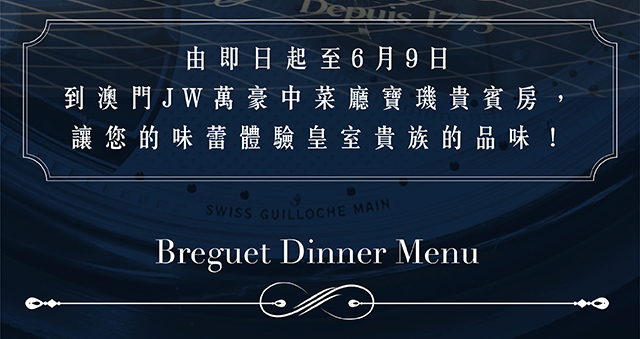 Depuis 1775
由即日起至6月9日
到澳門JW萬豪中菜廳寶璣貴賓房，
讓您的味蕾體驗皇室貴族的品味！
SWISS GUILLOCHE MAIN
Breguet Dinner Menu